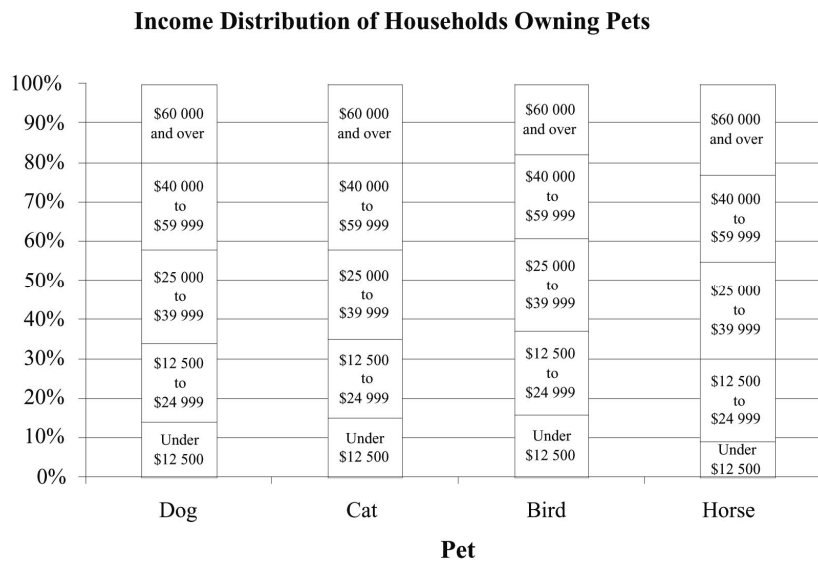 Income Distribution of Households Owning Pets
100%
90%
80%
70%
60%
50%
40%
30%
20%
10%
0%
$60 000
and over
$40 000
to
$59 999
$25 000
to
$39 999
$12 500
to
$24 999
Under
$12 500
$60 000
and over
$40 000
to
$59 999
$25 000
to
$39 999
$12 500
to
$24 999
Under
$12 500
$60 000
and over
$40 000
to
$59 999
$25 000
to
$39 999
$12 500
to
$24 999
Under
$12 500
$60 000
and over
$40 000
to
$59 999
$25 000
to
$39 999
$12 500
to
$24 999
Under
$12 500
Dog
Cat
Bird
Horse
Pet